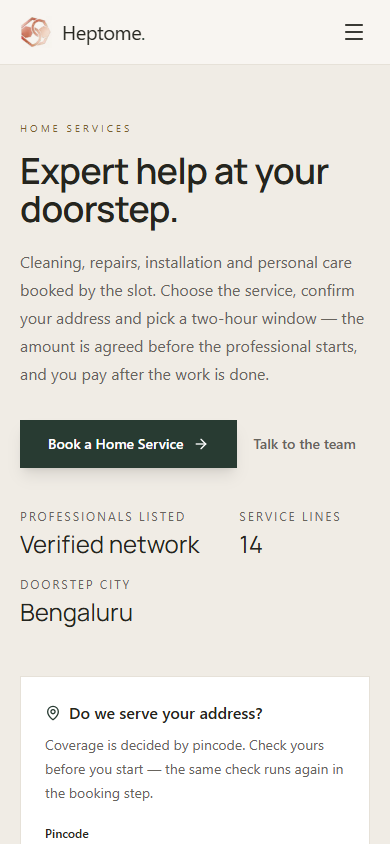 Heptome.
HOME SERVICES
Expert help at your
doorstep.
Cleaning, repairs, installation and personal care
booked by the slot. Choose the service, confirm
your address and pick a two-hour window — the
amount is agreed before the professional starts,
and you pay after the work is done.
Book a Home Service →
Talk to the team
PROFESSIONALS LISTED
Verified network
SERVICE LINES
14
DOORSTEP CITY
Bengaluru
Do we serve your address?
Coverage is decided by pincode. Check yours
before you start — the same check runs again in
the booking step.
Pincode